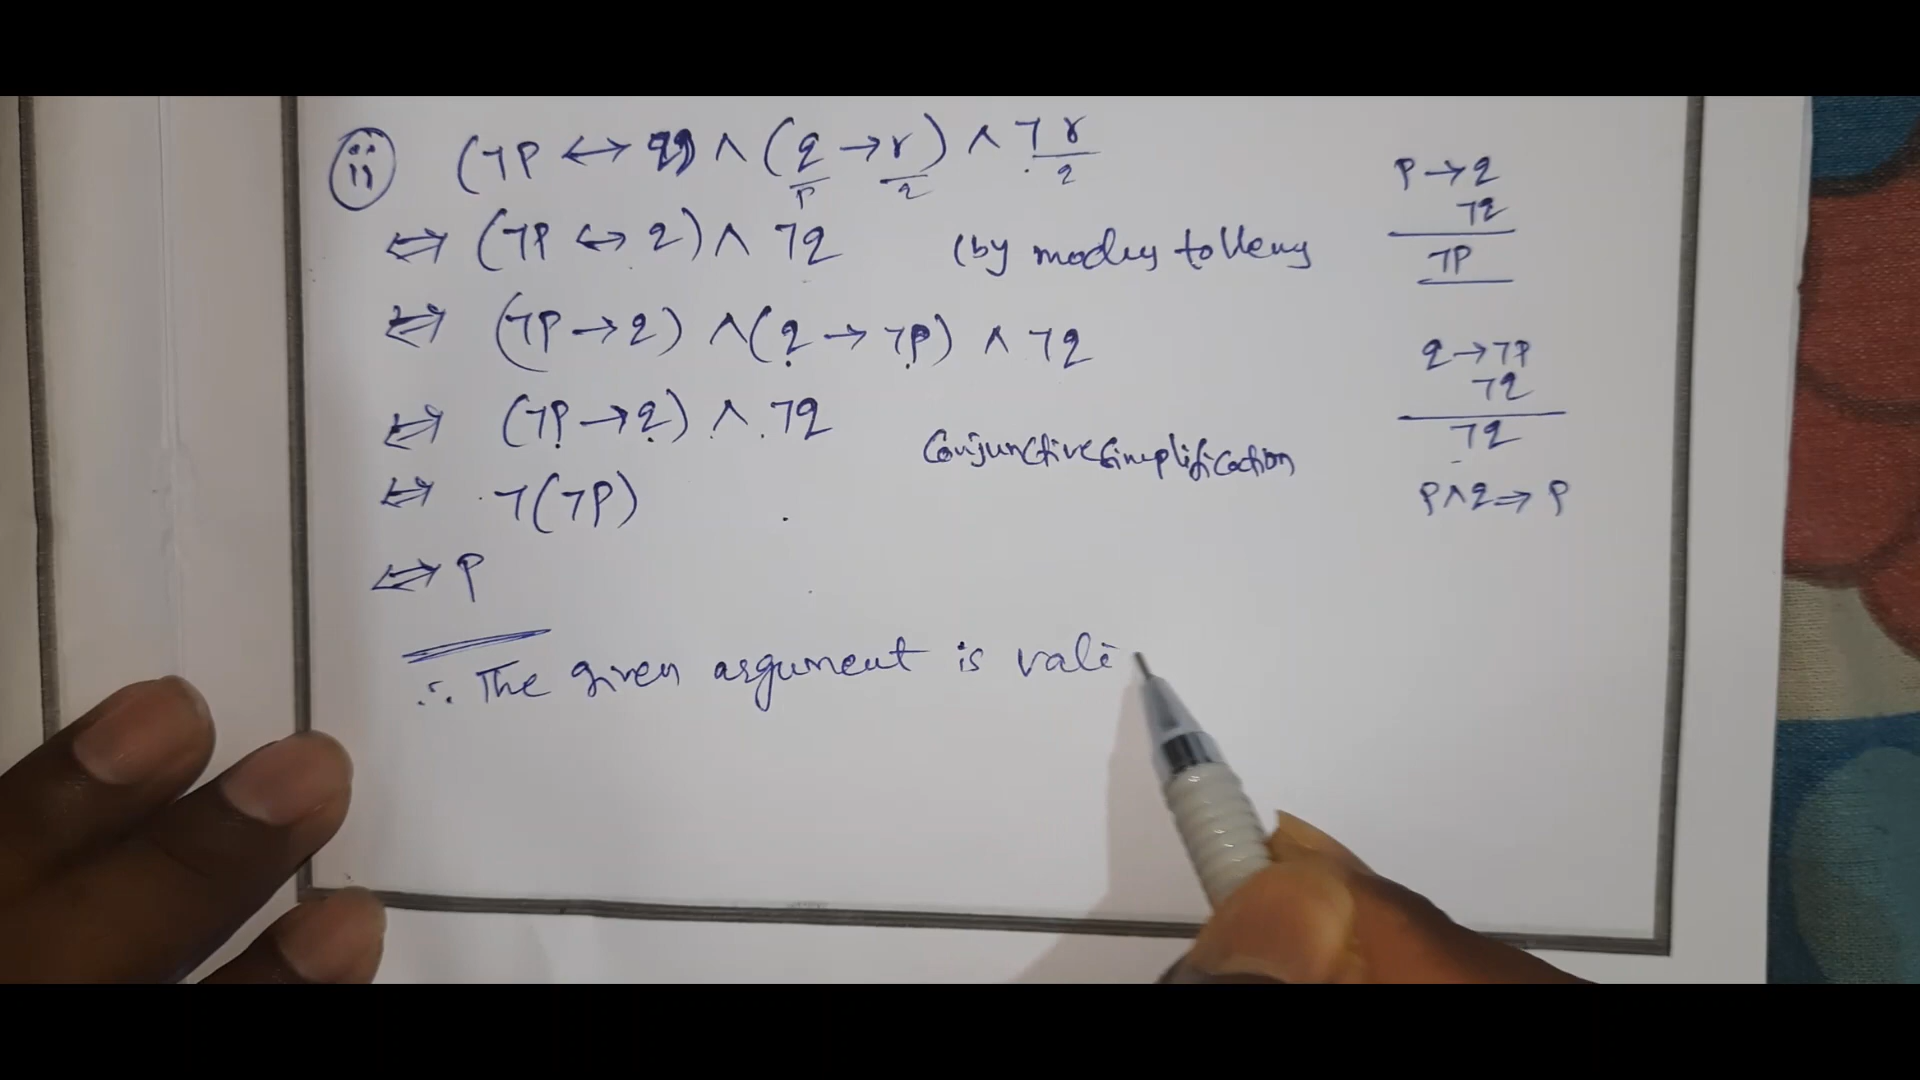 ii (¬p ↔ q) ∧ (q → r) ∧ ¬r
p q q
⇔ (¬p ↔ q) ∧ ¬q (by modus tollens
⇔ (¬p → q) ∧ (q → ¬p) ∧ ¬q
⇔ (¬p → q) ∧ ¬q Conjunctive Simplification
⇔ ¬(¬p)
⇔ p
∴ The given argument is vali
p → q
¬q
¬p
q → ¬p
¬q
¬q
p ∧ q ⇒ p